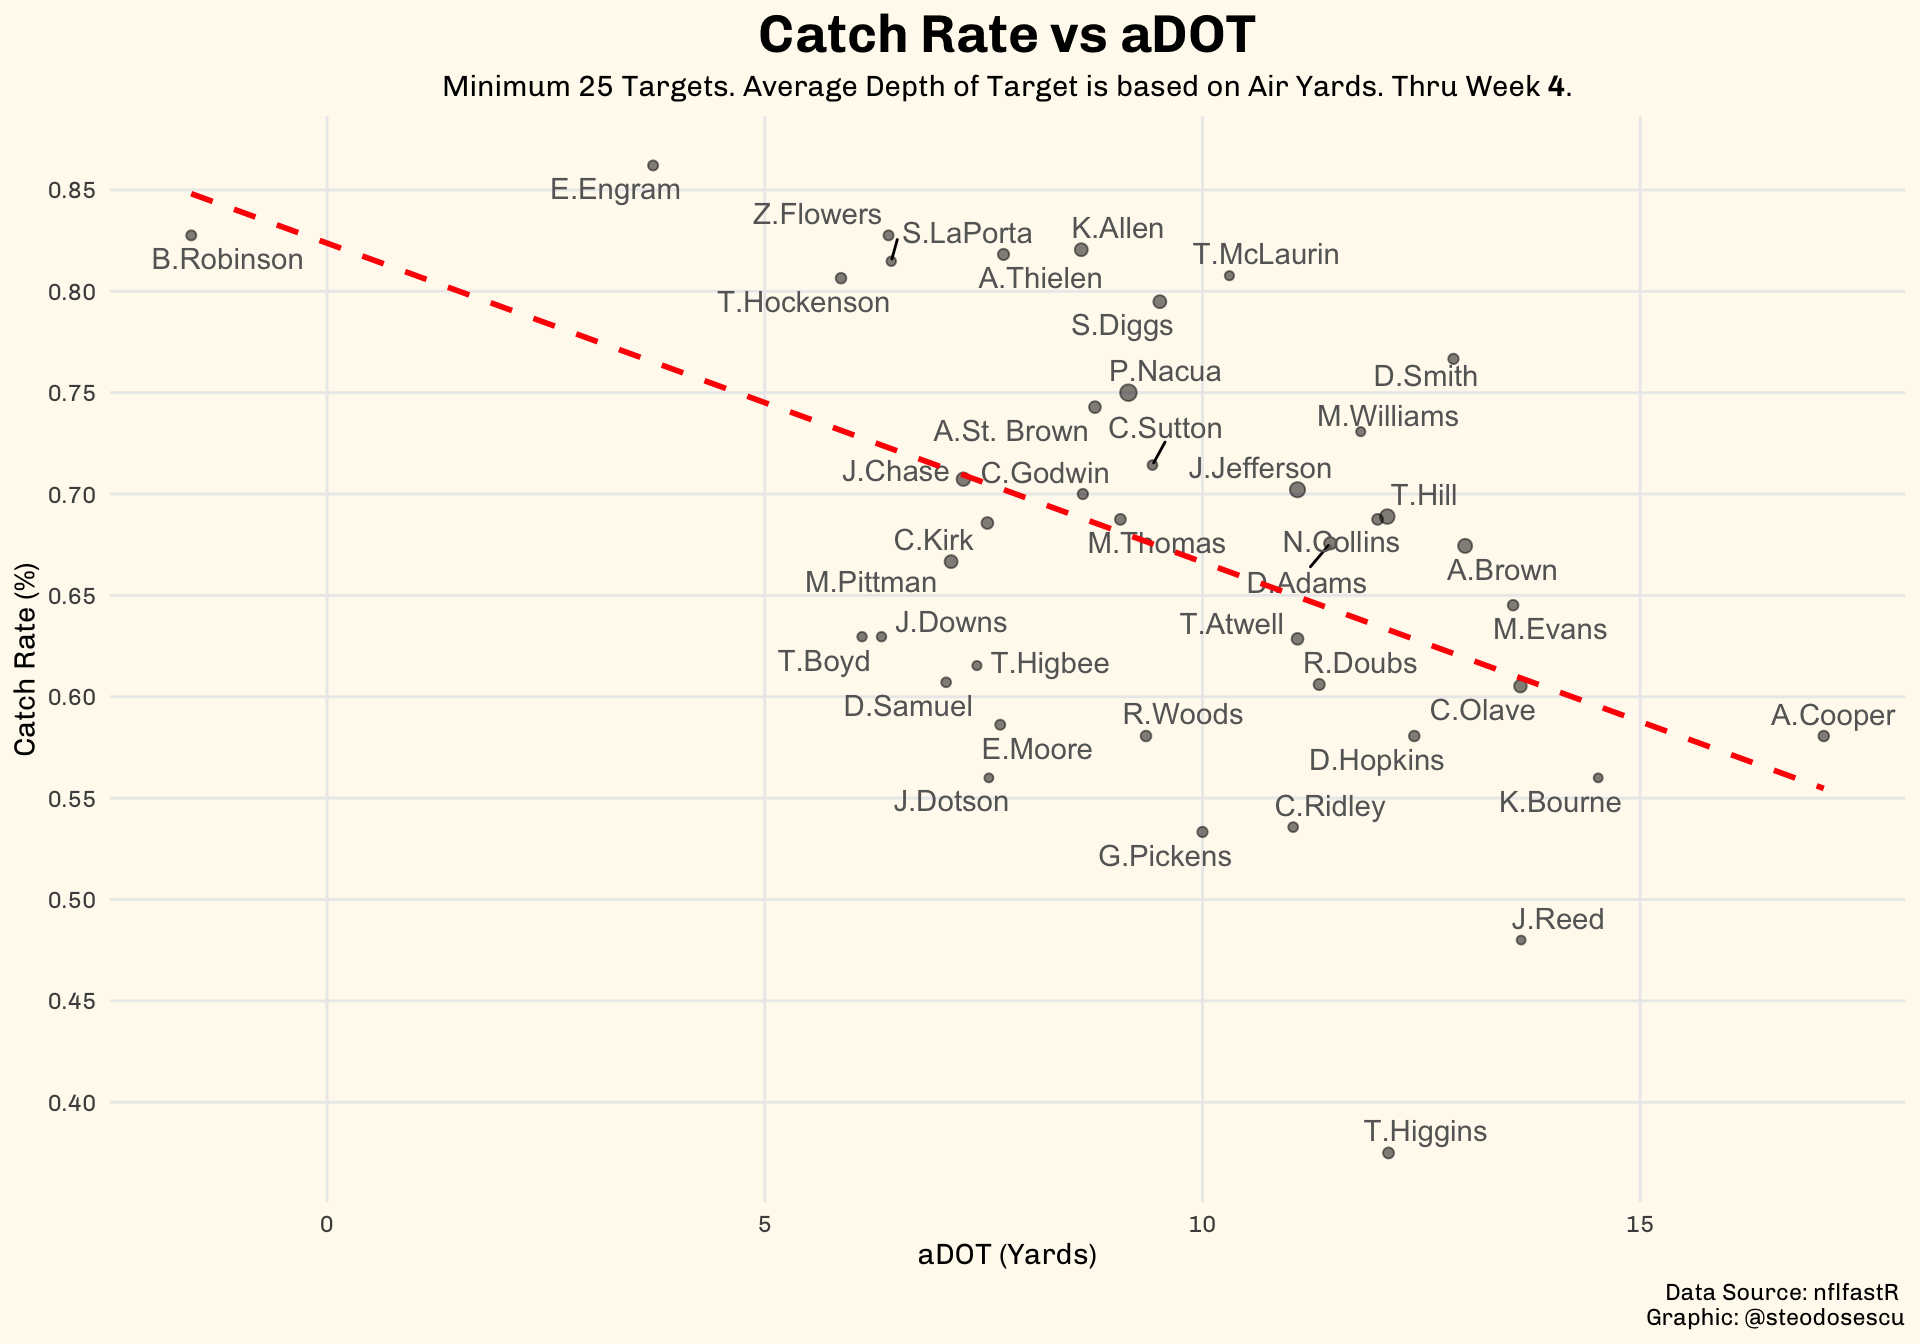 Catch Rate vs aDOT
Minimum 25 Targets. Average Depth of Target is based on Air Yards. Thru Week 4.
Catch Rate (%)
0.85
0.80
0.75
0.70
0.65
0.60
0.55
0.50
0.45
0.40
E.Engram
B.Robinson
Z.Flowers
S.LaPorta
K.Allen
T.McLaurin
A.Thielen
T.Hockenson
S.Diggs
P.Nacua
D.Smith
M.Williams
A.St. Brown
C.Sutton
J.Chase
C.Godwin
J.Jefferson
T.Hill
C.Kirk
M.Thomas
N.Collins
A.Brown
M.Pittman
D.Adams
J.Downs
T.Atwell
M.Evans
T.Boyd
T.Higbee
R.Doubs
D.Samuel
R.Woods
C.Olave
A.Cooper
E.Moore
D.Hopkins
J.Dotson
C.Ridley
K.Bourne
G.Pickens
J.Reed
T.Higgins
0
5
10
15
aDOT (Yards)
Data Source: nflfastR
Graphic: @steodosescu